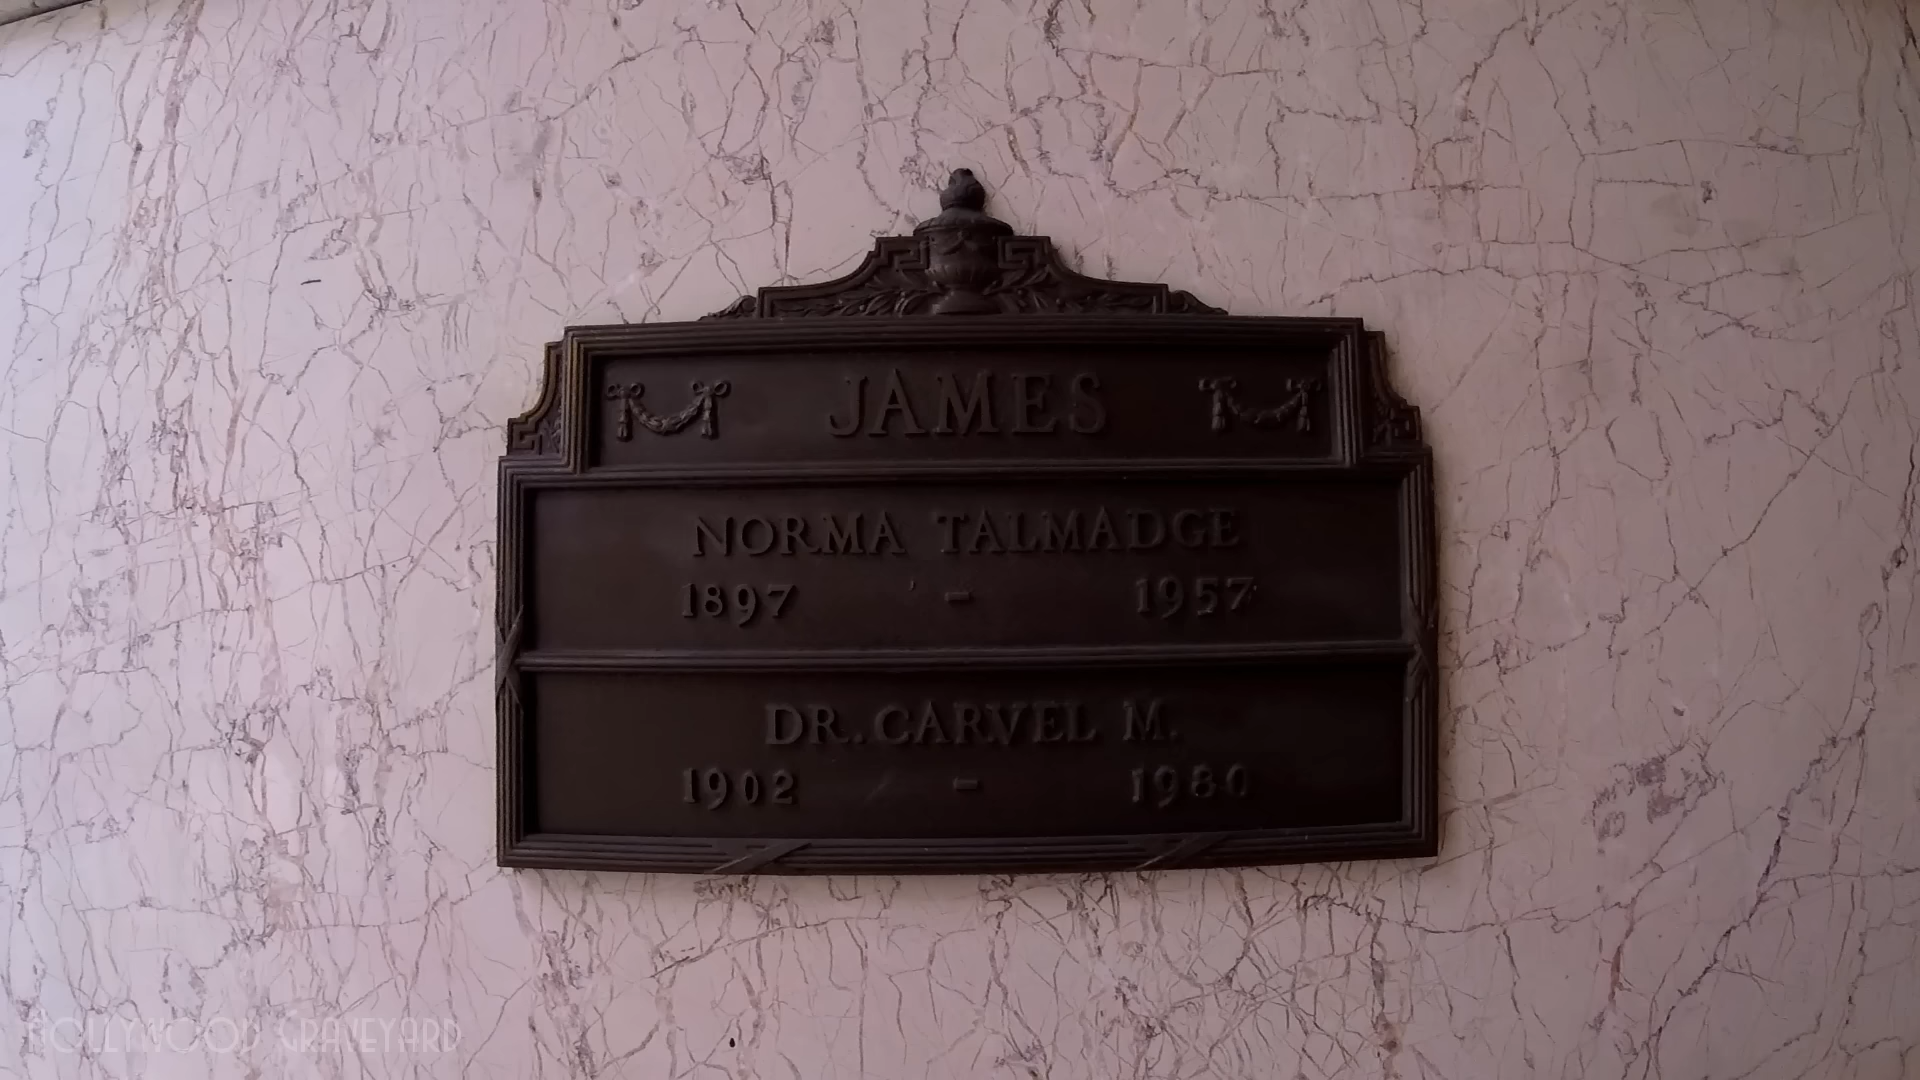 JAMES
NORMA TALMADGE
1897 - 1957
DR. CARVEL M.
1902 - 1980
HOLLYWOOD GRAVEYARD